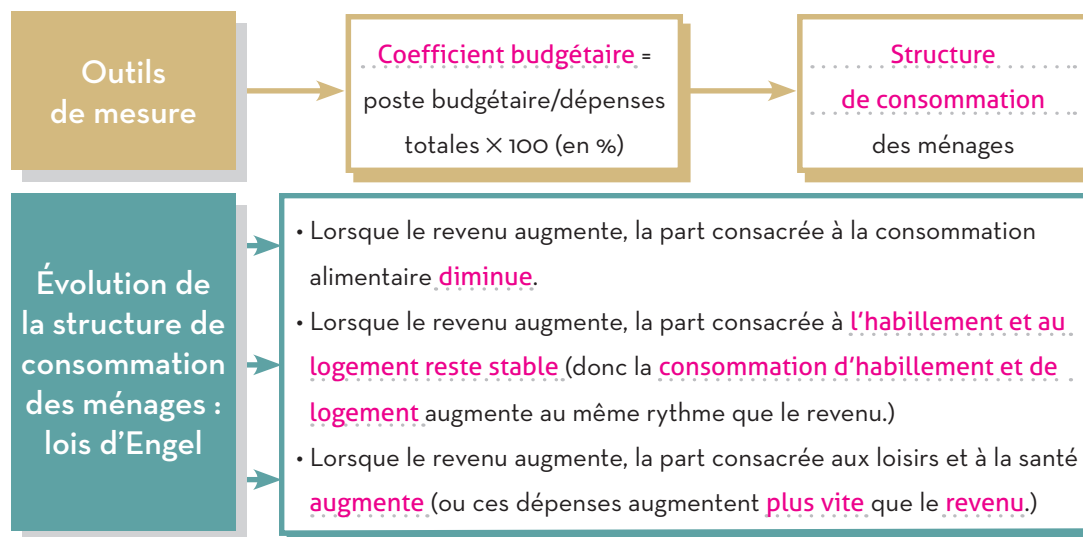 Outils
de mesure
Coefficient budgétaire =
poste budgétaire/dépenses
totales × 100 (en %)
Structure
de consommation
des ménages
Évolution de
la structure de
consommation
des ménages :
lois d'Engel
• Lorsque le revenu augmente, la part consacrée à la consommation
alimentaire diminue.
• Lorsque le revenu augmente, la part consacrée à l'habillement et au
logement reste stable (donc la consommation d'habillement et de
logement augmente au même rythme que le revenu.)
• Lorsque le revenu augmente, la part consacrée aux loisirs et à la santé
augmente (ou ces dépenses augmentent plus vite que le revenu.)